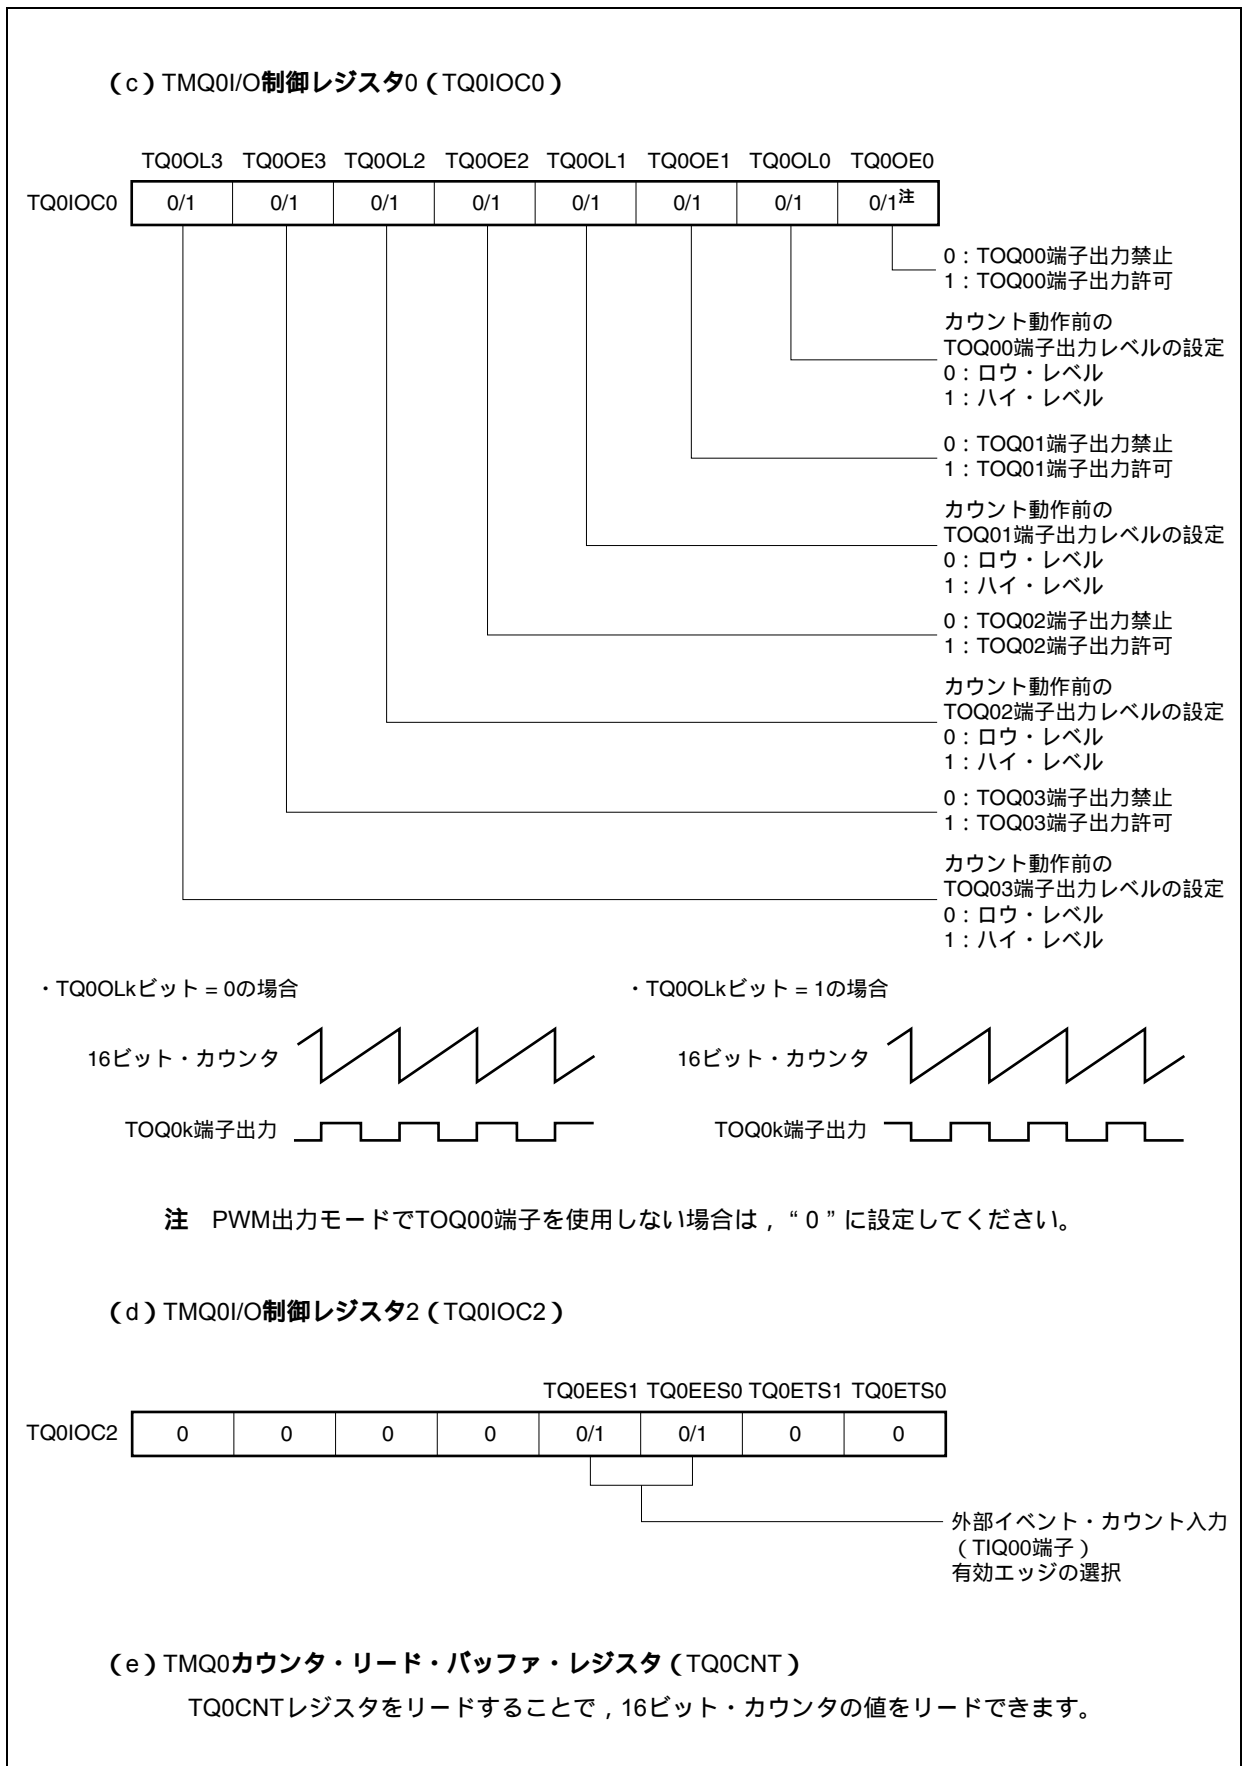 （c）TMQ0I/O制御レジスタ0（TQ0IOC0）
TQ0OL3 TQ0OE3 TQ0OL2 TQ0OE2 TQ0OL1 TQ0OE1 TQ0OL0 TQ0OE0
TQ0IOC0 0/1 0/1 0/1 0/1 0/1 0/1 0/1 0/1注
0：TOQ00端子出力禁止
1：TOQ00端子出力許可
カウント動作前の
TOQ00端子出力レベルの設定
0：ロウ・レベル
1：ハイ・レベル
0：TOQ01端子出力禁止
1：TOQ01端子出力許可
カウント動作前の
TOQ01端子出力レベルの設定
0：ロウ・レベル
1：ハイ・レベル
0：TOQ02端子出力禁止
1：TOQ02端子出力許可
カウント動作前の
TOQ02端子出力レベルの設定
0：ロウ・レベル
1：ハイ・レベル
0：TOQ03端子出力禁止
1：TOQ03端子出力許可
カウント動作前の
TOQ03端子出力レベルの設定
0：ロウ・レベル
1：ハイ・レベル
・TQ0OLkビット = 0の場合
16ビット・カウンタ
TOQ0k端子出力
・TQ0OLkビット = 1の場合
16ビット・カウンタ
TOQ0k端子出力
注 PWM出力モードでTOQ00端子を使用しない場合は，“0”に設定してください。
（d）TMQ0I/O制御レジスタ2（TQ0IOC2）
TQ0EES1 TQ0EES0 TQ0ETS1 TQ0ETS0
TQ0IOC2 0 0 0 0 0/1 0/1 0 0
外部イベント・カウント入力
（TIQ00端子）
有効エッジの選択
（e）TMQ0カウンタ・リード・バッファ・レジスタ（TQ0CNT）
TQ0CNTレジスタをリードすることで，16ビット・カウンタの値をリードできます。